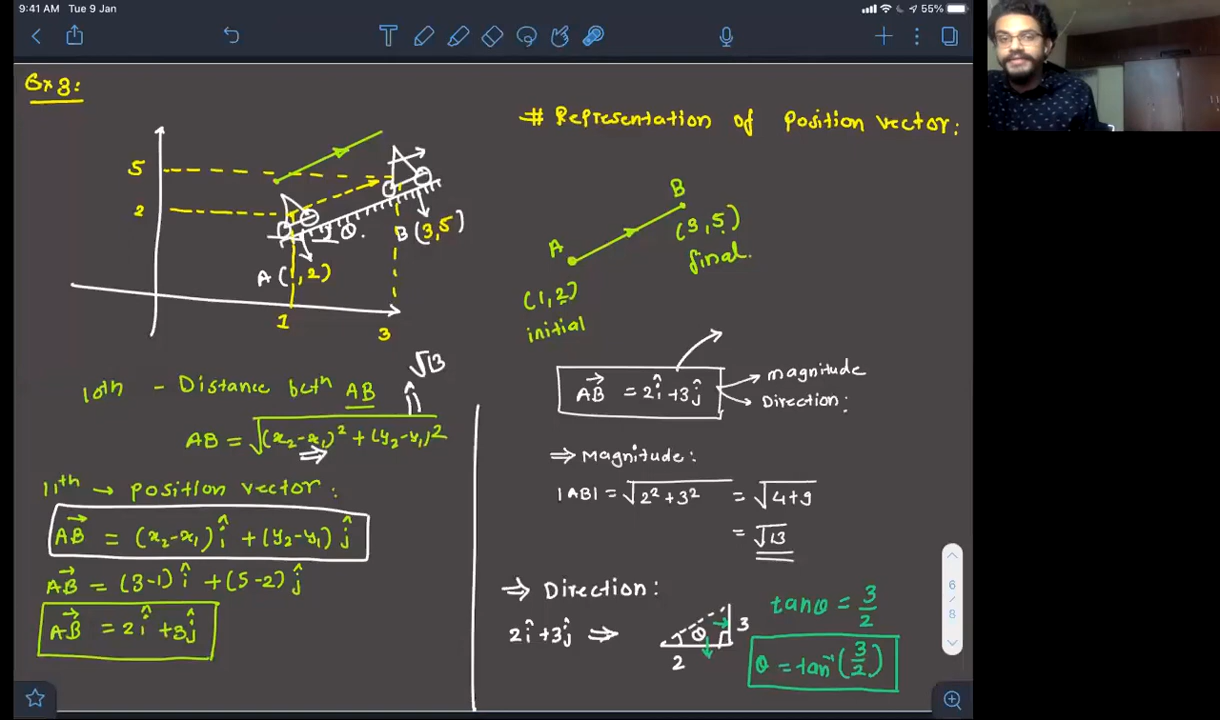 9:41 AM Tue 9 Jan
55%
Ex 3:
# Representation of position vector:
5
2
θ.
B (3,5)
A (1,2)
1
3
A
(1,2)
initial
B
(3,5)
final.
√13
10th - Distance beth AB
AB = √(x₂-x₁)² + (y₂-y₁)²
11th → position vector:
AB→ = (x₂-x₁) î + (y₂-y₁) ĵ
AB→ = (3-1) î + (5-2) ĵ
AB→ = 2î + 3ĵ
AB→ = 2î + 3ĵ
→ magnitude
→ Direction:
⇒ Magnitude:
|AB| = √2² + 3² = √4+9
= √13
⇒ Direction:
2î + 3ĵ ⇒
θ
3
2
tanθ = 3/2
θ = tan⁻¹(3/2)
6
/
8